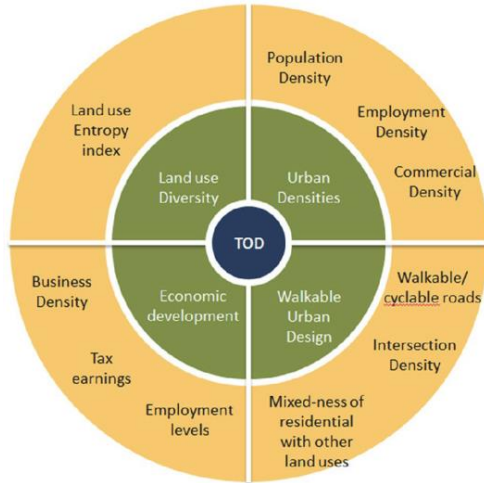 Population
Density
Employment
Density
Commercial
Density
Land use
Entropy
index
Land use
Diversity
Urban
Densities
TOD
Economic
development
Walkable
Urban
Design
Business
Density
Tax
earnings
Employment
levels
Walkable/
cyclable roads
Intersection
Density
Mixed-ness of
residential
with other
land uses